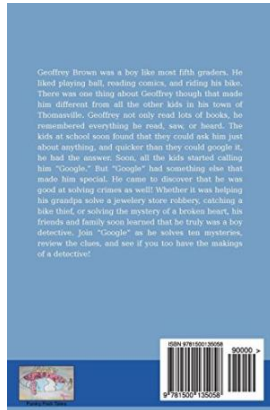 Geoffrey Brown was a boy like most fifth graders. He
liked playing ball, reading comics, and riding his bike.
There was one thing about Geoffrey though that made
him different from all the other kids in his town of
Thomasville. Geoffrey not only read lots of books, he
remembered everything he read, saw, or heard. The
kids at school soon found that they could ask him just
about anything, and quicker than they could google it,
he had the answer. Soon, all the kids started calling
him "Google." But "Google" had something else that
made him special. He came to discover that he was
good at solving crimes as well! Whether it was helping
his grandpa solve a jewelery store robbery, catching a
bike thief, or solving the mystery of a broken heart, his
friends and family soon learned that he truly was a boy
detective. Join "Google" as he solves ten mysteries,
review the clues, and see if you too have the makings
of a detective!
ISBN 9781500135058
90000 >
9 781500 135058